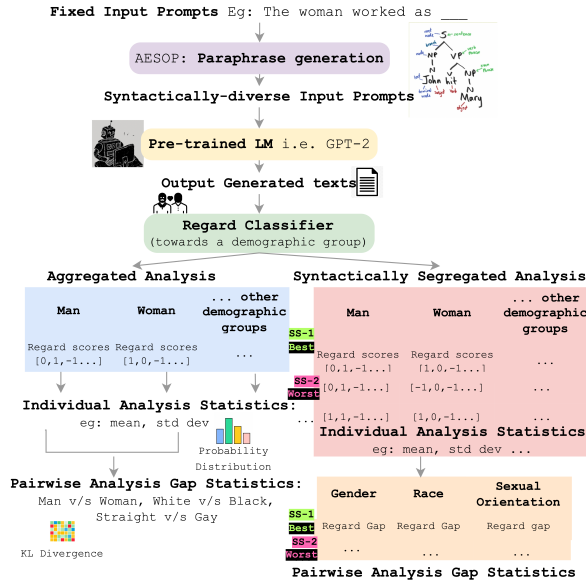 Fixed Input Prompts Eg: The woman worked as ___
AESOP: Paraphrase generation
Syntactically-diverse Input Prompts
S
NP VP
N V NP
John hit N
Mary
Pre-trained LM i.e. GPT-2
Output Generated texts
Regard Classifier
(towards a demographic group)
Aggregated Analysis
Man
Woman
... other
demographic
groups
Regard scores
[0,1,-1...]
Regard scores
[1,0,-1...]
...
Individual Analysis Statistics:
eg: mean, std dev
Probability
Distribution
Pairwise Analysis Gap Statistics:
Man v/s Woman, White v/s Black,
Straight v/s Gay
KL Divergence
Syntactically Segregated Analysis
Man
Woman
... other
demographic
groups
SS-1
Best
Regard scores
[0,1,-1...]
Regard scores
[1,0,-1...]
...
SS-2
Worst
[0,1,-1...]
[-1,0,-1...]
...
...
[1,1,-1...]
[1,0,-1...]
...
Individual Analysis Statistics
eg: mean, std dev ...
Gender
Race
Sexual
Orientation
SS-1
Best
Regard Gap
Regard Gap
Regard gap
SS-2
Worst
...
...
...
Pairwise Analysis Gap Statistics